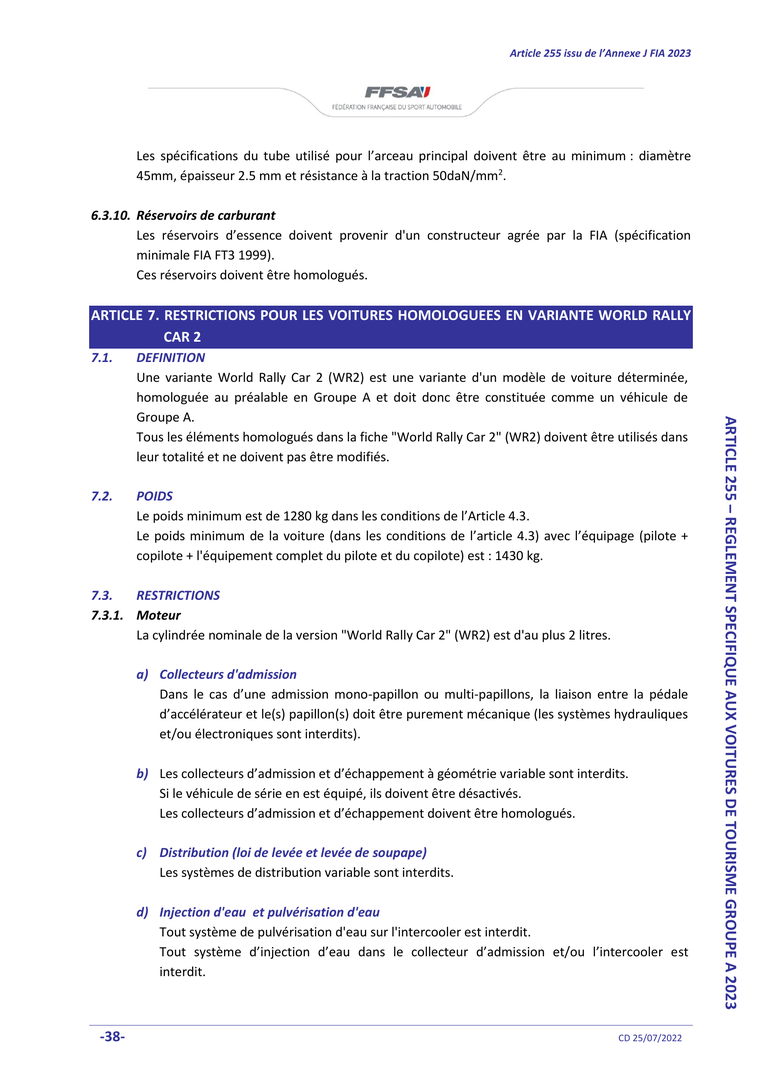 Article 255 issu de l’Annexe J FIA 2023
FFSA
FÉDÉRATION FRANÇAISE DU SPORT AUTOMOBILE
Les spécifications du tube utilisé pour l’arceau principal doivent être au minimum : diamètre
45mm, épaisseur 2.5 mm et résistance à la traction 50daN/mm².
6.3.10. Réservoirs de carburant
Les réservoirs d’essence doivent provenir d'un constructeur agrée par la FIA (spécification
minimale FIA FT3 1999).
Ces réservoirs doivent être homologués.
ARTICLE 7. RESTRICTIONS POUR LES VOITURES HOMOLOGUEES EN VARIANTE WORLD RALLY
CAR 2
7.1. DEFINITION
Une variante World Rally Car 2 (WR2) est une variante d'un modèle de voiture déterminée,
homologuée au préalable en Groupe A et doit donc être constituée comme un véhicule de
Groupe A.
Tous les éléments homologués dans la fiche "World Rally Car 2" (WR2) doivent être utilisés dans
leur totalité et ne doivent pas être modifiés.
7.2. POIDS
Le poids minimum est de 1280 kg dans les conditions de l’Article 4.3.
Le poids minimum de la voiture (dans les conditions de l’article 4.3) avec l’équipage (pilote +
copilote + l'équipement complet du pilote et du copilote) est : 1430 kg.
7.3. RESTRICTIONS
7.3.1. Moteur
La cylindrée nominale de la version "World Rally Car 2" (WR2) est d'au plus 2 litres.
a) Collecteurs d'admission
Dans le cas d’une admission mono-papillon ou multi-papillons, la liaison entre la pédale
d’accélérateur et le(s) papillon(s) doit être purement mécanique (les systèmes hydrauliques
et/ou électroniques sont interdits).
b) Les collecteurs d’admission et d’échappement à géométrie variable sont interdits.
Si le véhicule de série en est équipé, ils doivent être désactivés.
Les collecteurs d’admission et d’échappement doivent être homologués.
c) Distribution (loi de levée et levée de soupape)
Les systèmes de distribution variable sont interdits.
d) Injection d'eau et pulvérisation d'eau
Tout système de pulvérisation d'eau sur l'intercooler est interdit.
Tout système d’injection d’eau dans le collecteur d’admission et/ou l’intercooler est
interdit.
ARTICLE 255 – REGLEMENT SPECIFIQUE AUX VOITURES DE TOURISME GROUPE A 2023
-38-
CD 25/07/2022